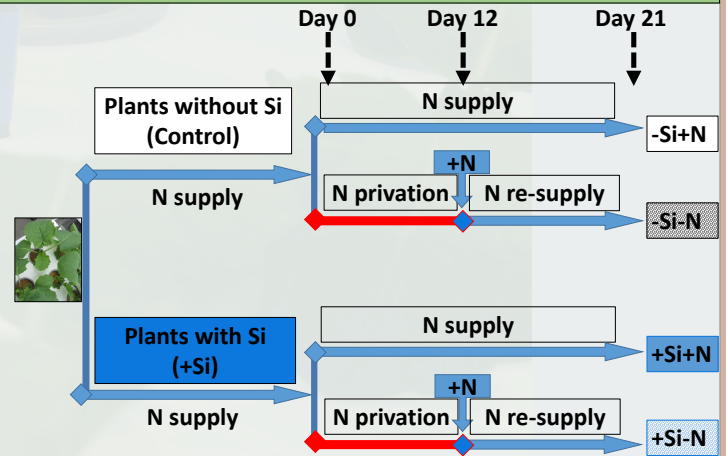 Day 0 Day 12 Day 21
Plants without Si
(Control)
N supply
N supply
-Si+N
+N
N privation N re-supply
-Si-N
Plants with Si
(+Si)
N supply
N supply
+Si+N
+N
N privation N re-supply
+Si-N